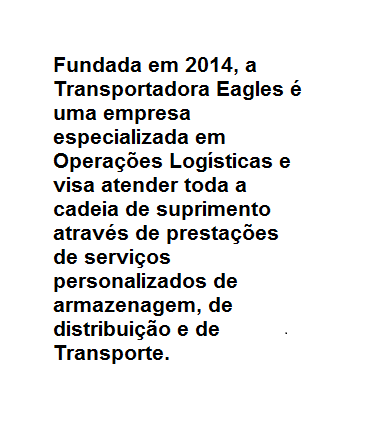 Fundada em 2014, a
Transportadora Eagles é
uma empresa
especializada em
Operações Logísticas e
visa atender toda a
cadeia de suprimento
através de prestações
de serviços
personalizados de
armazenagem, de
distribuição e de .
Transporte.